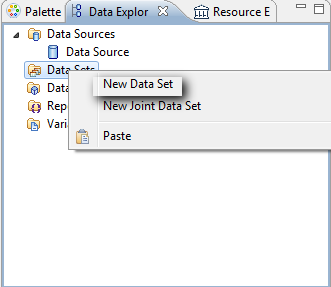 Palette Data Explor Resource E
Data Sources
Data Source
Data Sets
New Data Set
Data
New Joint Data Set
Rep
Varia
Paste